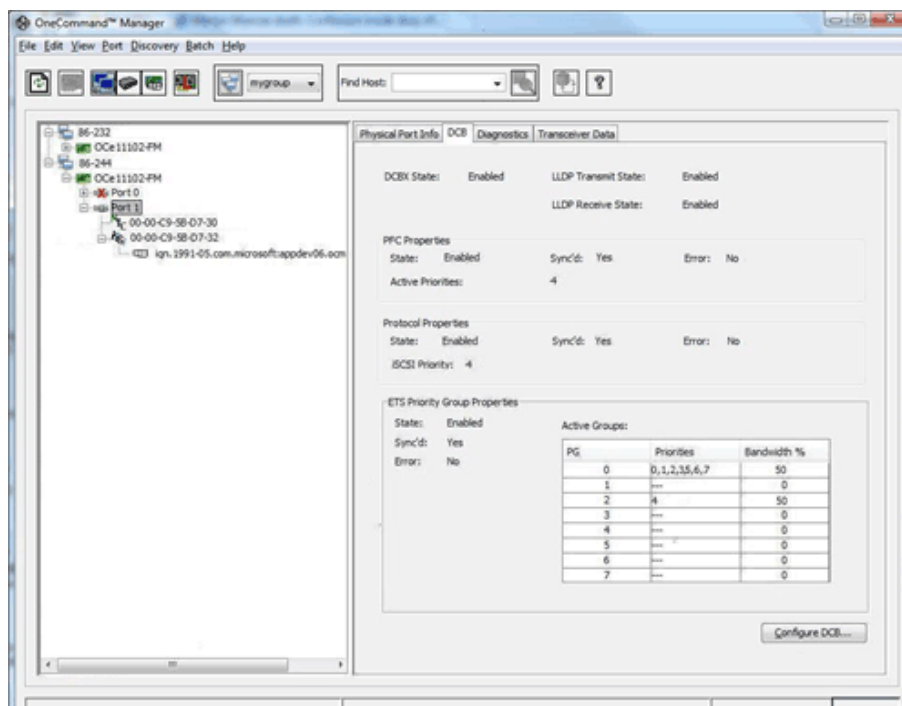 OneCommand™ Manager
File Edit View Port Discovery Batch Help
mygroup
Find Host:
86-232
OCe11102-FM
86-244
OCe11102-FM
Port 0
Port 1
00-00-C9-5B-D7-30
00-00-C9-5B-D7-32
iqn.1991-05.com.microsoft:appdev06.ocm
Physical Port Info DCB Diagnostics Transceiver Data
DCBX State: Enabled LLDP Transmit State: Enabled
LLDP Receive State: Enabled
PFC Properties
State: Enabled Sync'd: Yes Error: No
Active Priorities: 4
Protocol Properties
State: Enabled Sync'd: Yes Error: No
iSCSI Priority: 4
ETS Priority Group Properties
State: Enabled
Sync'd: Yes
Error: No
Active Groups:
PG Priorities Bandwidth %
0 0,1,2,3,5,6,7 50
1 --- 0
2 4 50
3 --- 0
4 --- 0
5 --- 0
6 --- 0
7 --- 0
Configure DCB...